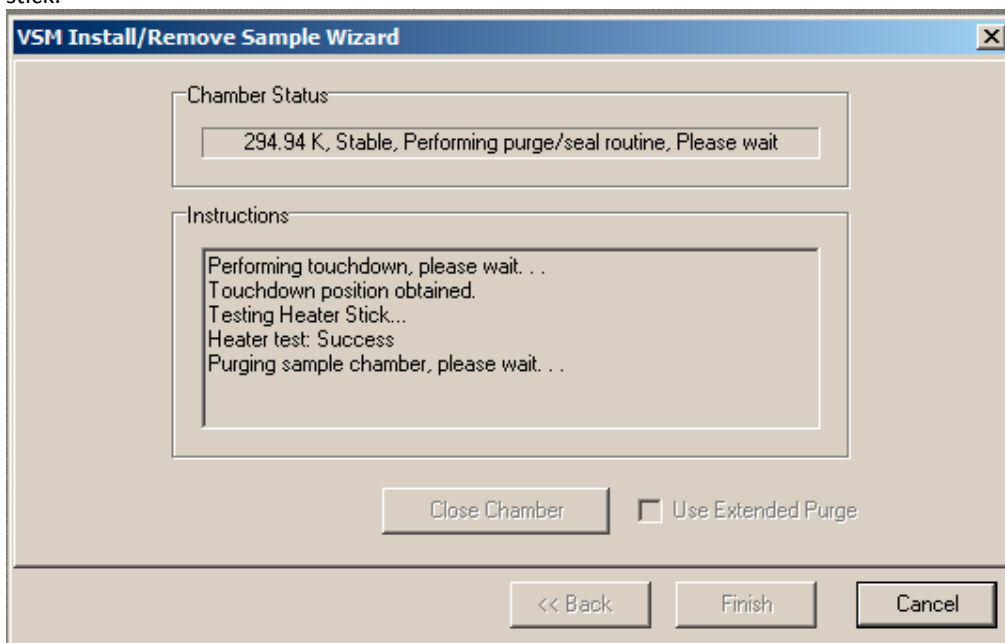 stick.
VSM Install/Remove Sample Wizard
Chamber Status
294.94 K, Stable, Performing purge/seal routine, Please wait
Instructions
Performing touchdown, please wait. . .
Touchdown position obtained.
Testing Heater Stick...
Heater test: Success
Purging sample chamber, please wait. . .
Close Chamber
Use Extended Purge
<< Back
Finish
Cancel